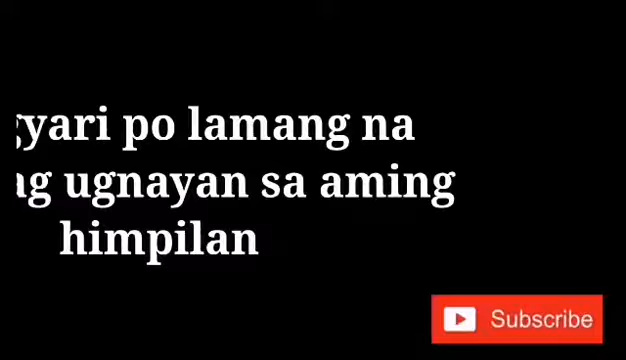 po lamang na
ugnayan sa aming
himpilan
Subscribe